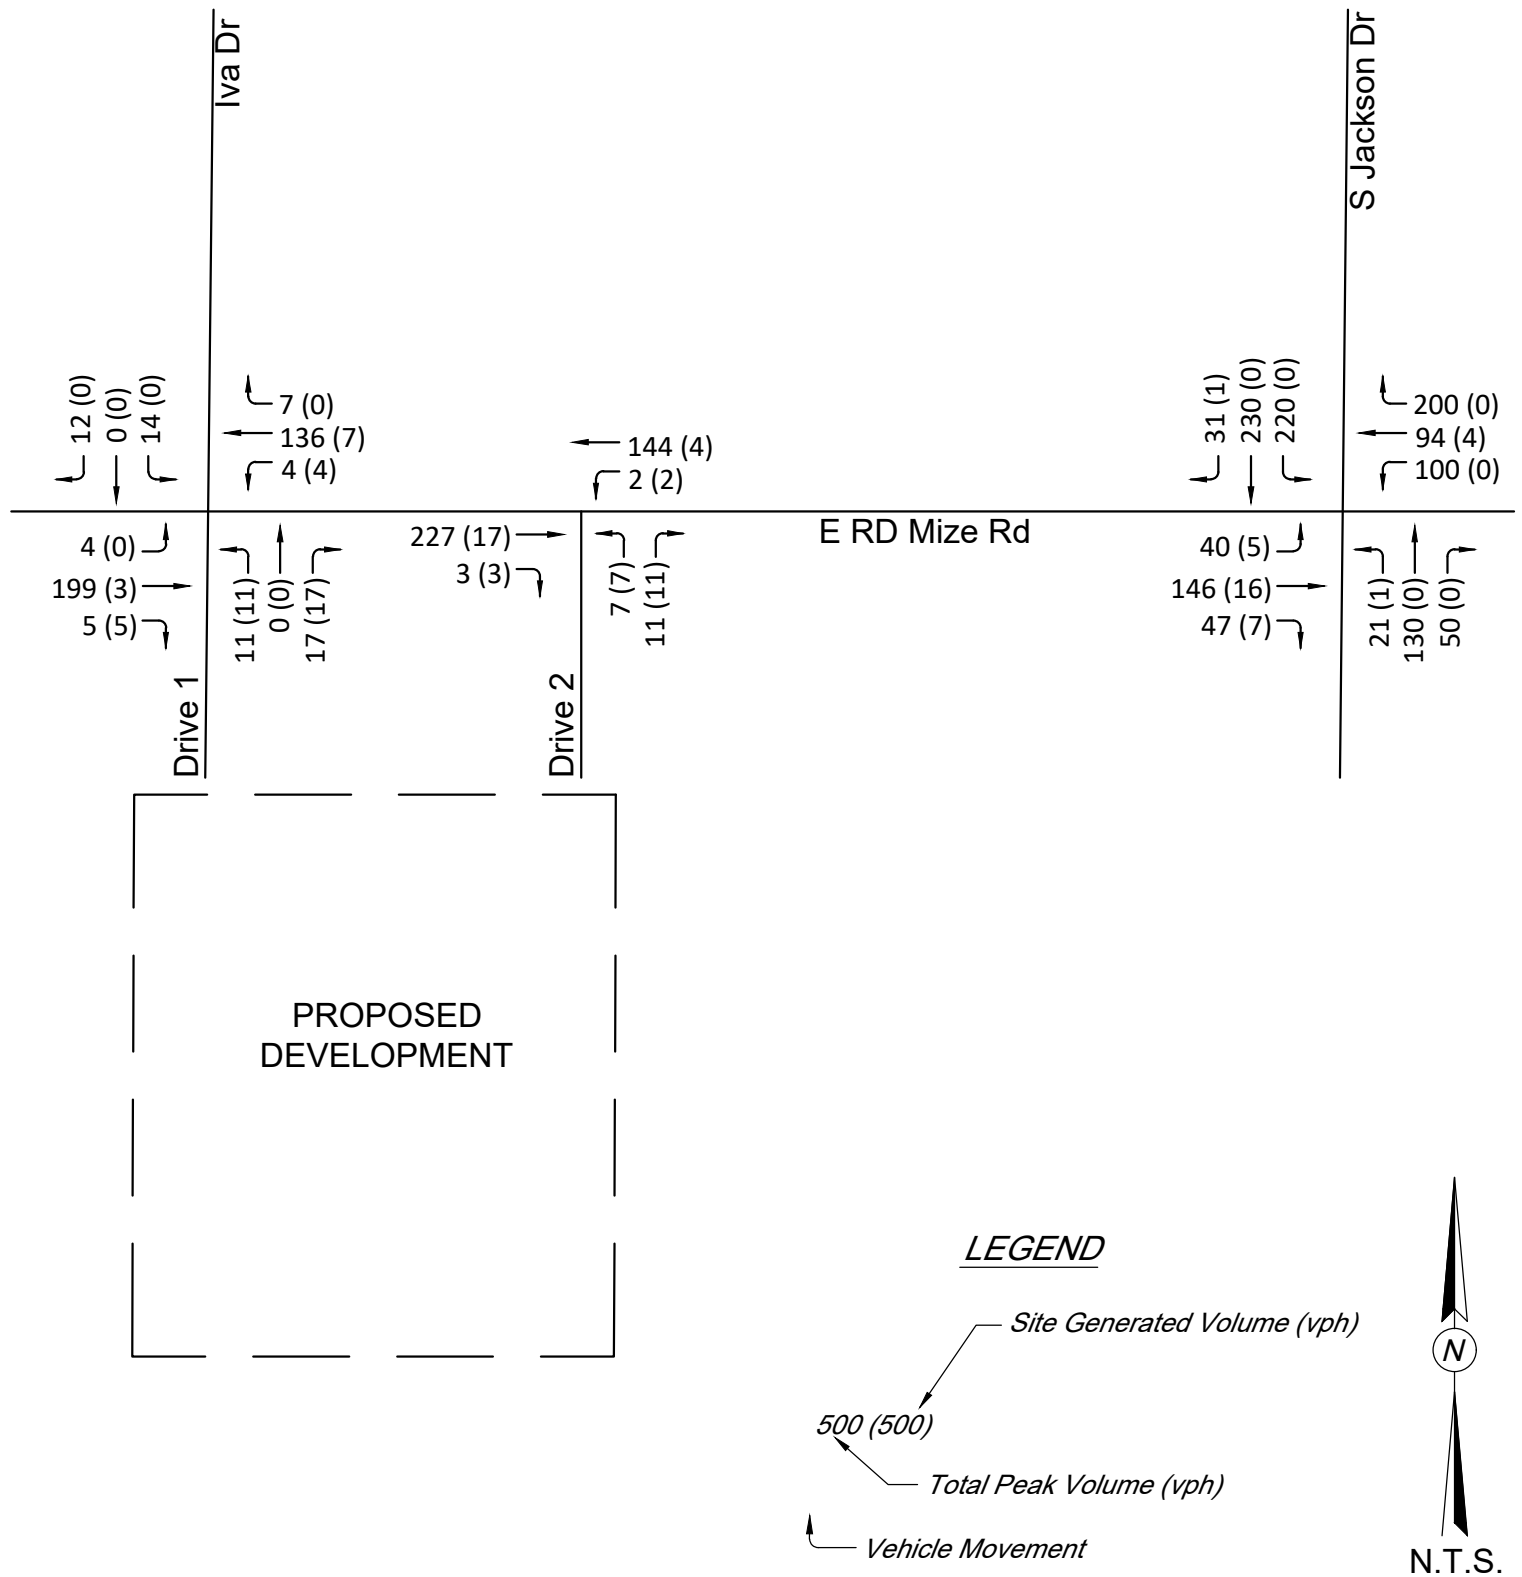 Iva Dr
S Jackson Dr
12 (0)
0 (0)
14 (0)
7 (0)
136 (7)
4 (4)
144 (4)
2 (2)
31 (1)
230 (0)
220 (0)
200 (0)
94 (4)
100 (0)
4 (0)
199 (3)
5 (5)
11 (11)
0 (0)
17 (17)
227 (17)
3 (3)
7 (7)
11 (11)
E RD Mize Rd
40 (5)
146 (16)
47 (7)
21 (1)
130 (0)
50 (0)
Drive 1
Drive 2
PROPOSED
DEVELOPMENT
LEGEND
Site Generated Volume (vph)
500 (500)
Total Peak Volume (vph)
Vehicle Movement
N
N.T.S.